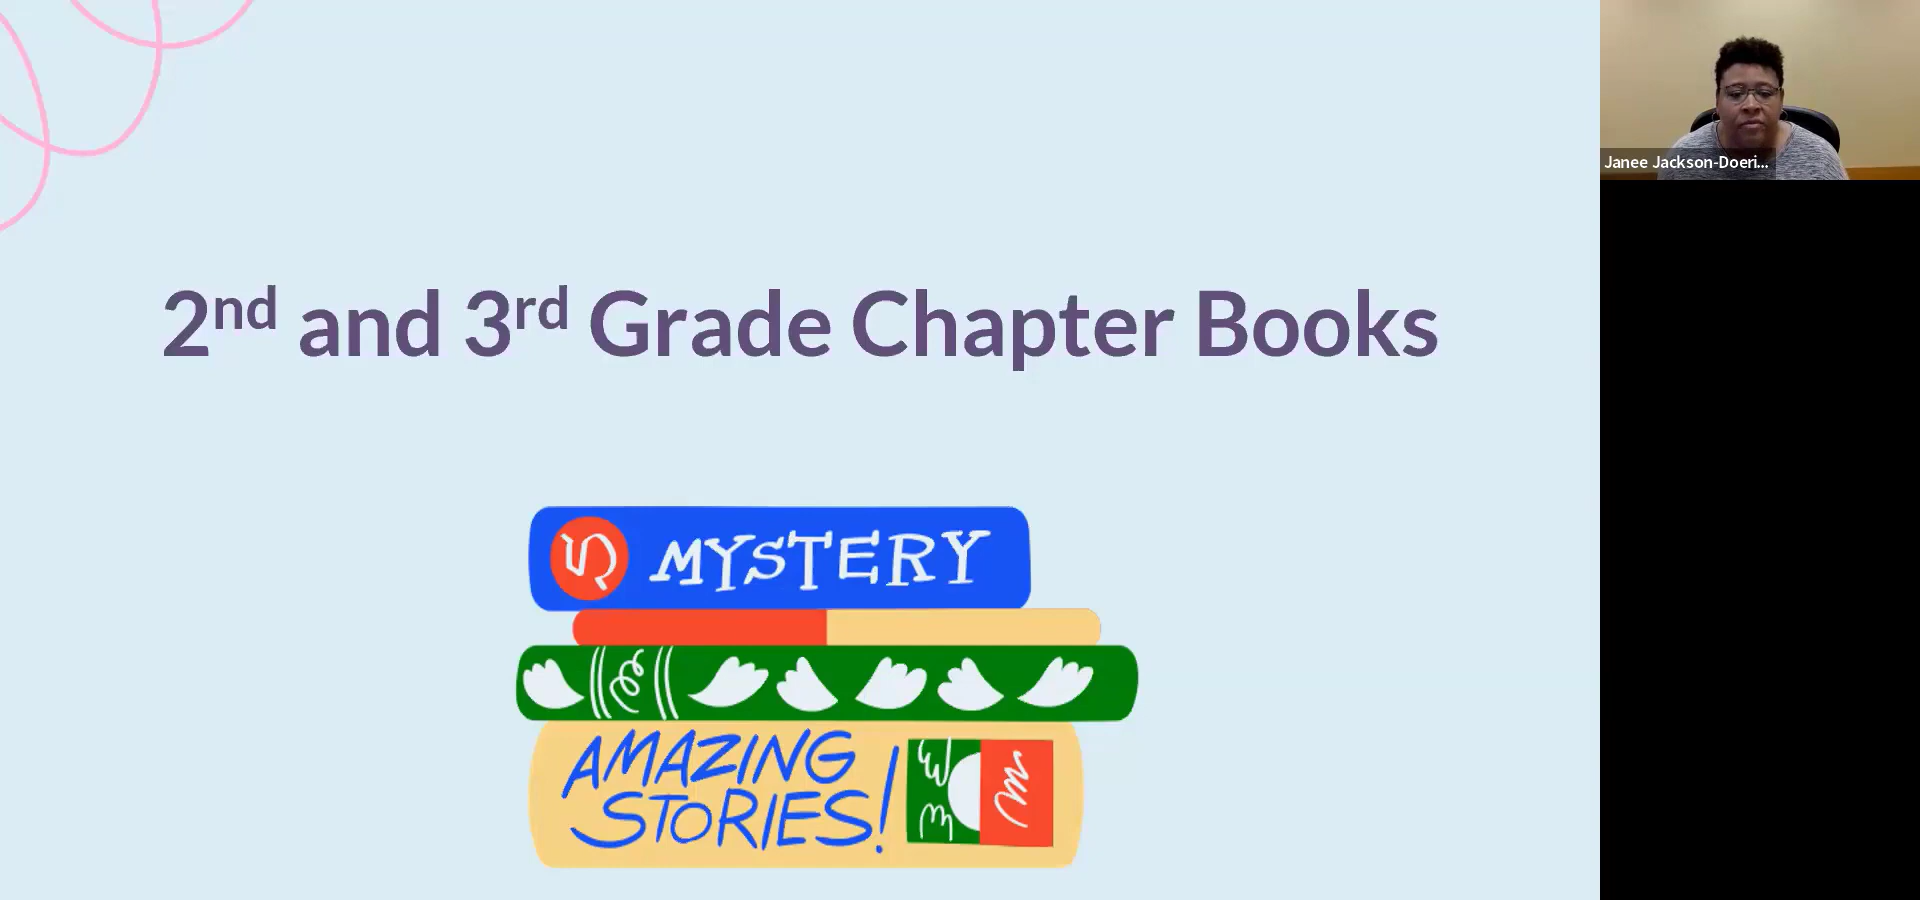 2nd and 3rd Grade Chapter Books
MYSTERY
AMAZING
STORIES!
Janee Jackson-Doeri...